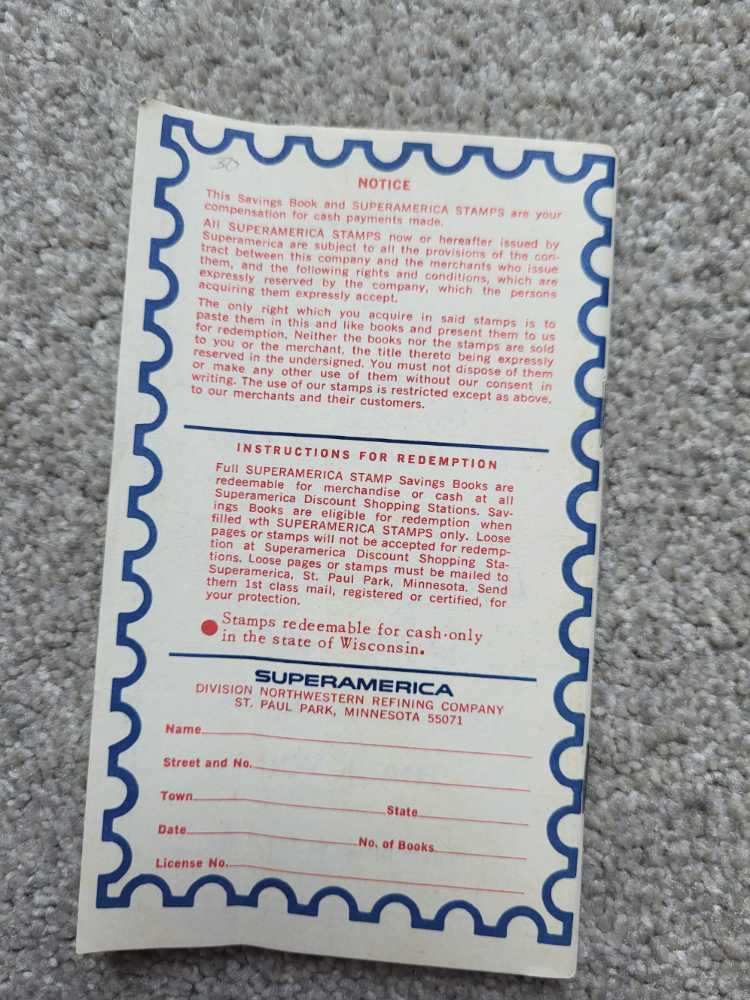 30
NOTICE
This Savings Book and SUPERAMERICA STAMPS are your
compensation for cash payments made.
All SUPERAMERICA STAMPS now or hereafter issued by
Superamerica are subject to all the provisions of the con-
tract between this company and the merchants who issue
them, and the following rights and conditions, which are
expressly reserved by the company, which the persons
acquiring them expressly accept.
The only right which you acquire in said stamps is to
paste them in this and like books and present them to us
for redemption. Neither the books nor the stamps are sold
to you or the merchant, the title thereto being expressly
reserved in the undersigned. You must not dispose of them
or make any other use of them without our consent in
writing. The use of our stamps is restricted except as above,
to our merchants and their customers.
INSTRUCTIONS FOR REDEMPTION
Full SUPERAMERICA STAMP Savings Books are
redeemable for merchandise or cash at all
Superamerica Discount Shopping Stations. Sav-
ings Books are eligible for redemption when
filled wth SUPERAMERICA STAMPS only. Loose
pages or stamps will not be accepted for redemp-
tion at Superamerica Discount Shopping Sta-
tions. Loose pages or stamps must be mailed to
Superamerica, St. Paul Park, Minnesota. Send
them 1st class mail, registered or certified, for
your protection.
● Stamps redeemable for cash-only
in the state of Wisconsin.
SUPERAMERICA
DIVISION NORTHWESTERN REFINING COMPANY
ST. PAUL PARK, MINNESOTA 55071
Name
Street and No.
Town State
Date No. of Books
License No.